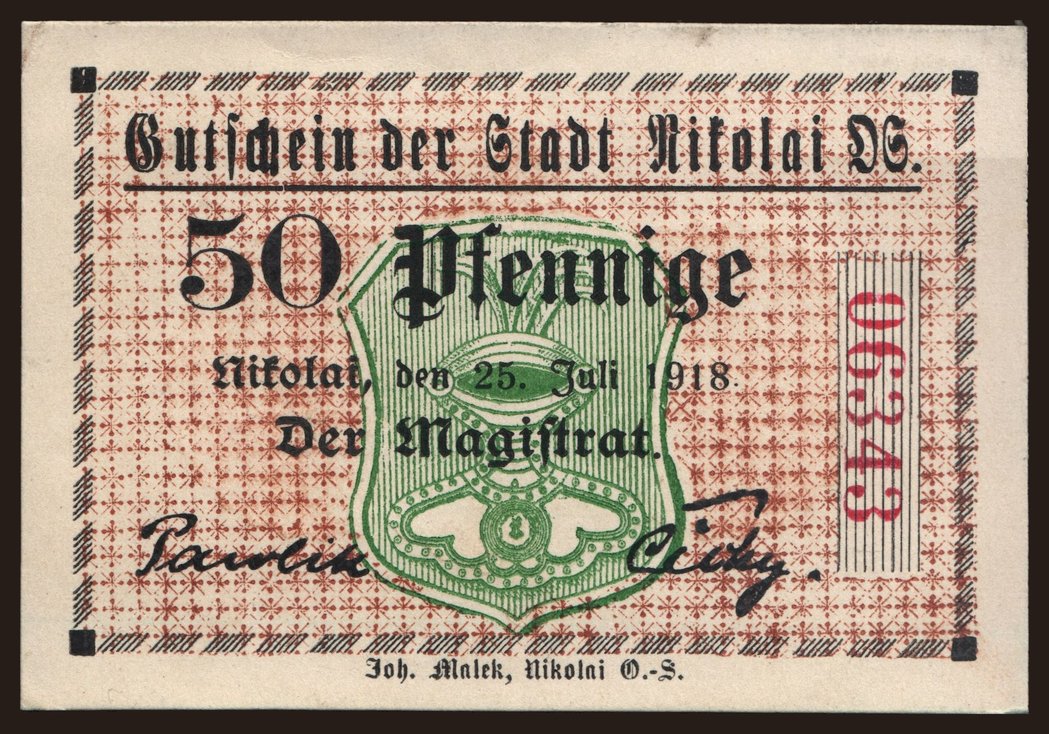 Gutschein der Stadt Nikolai OS.
50 Pfennige
Nikolai, den 25. Juli 1918.
Der Magistrat.
Pawlik
06343
Joh. Malek, Nikolai O.-S.